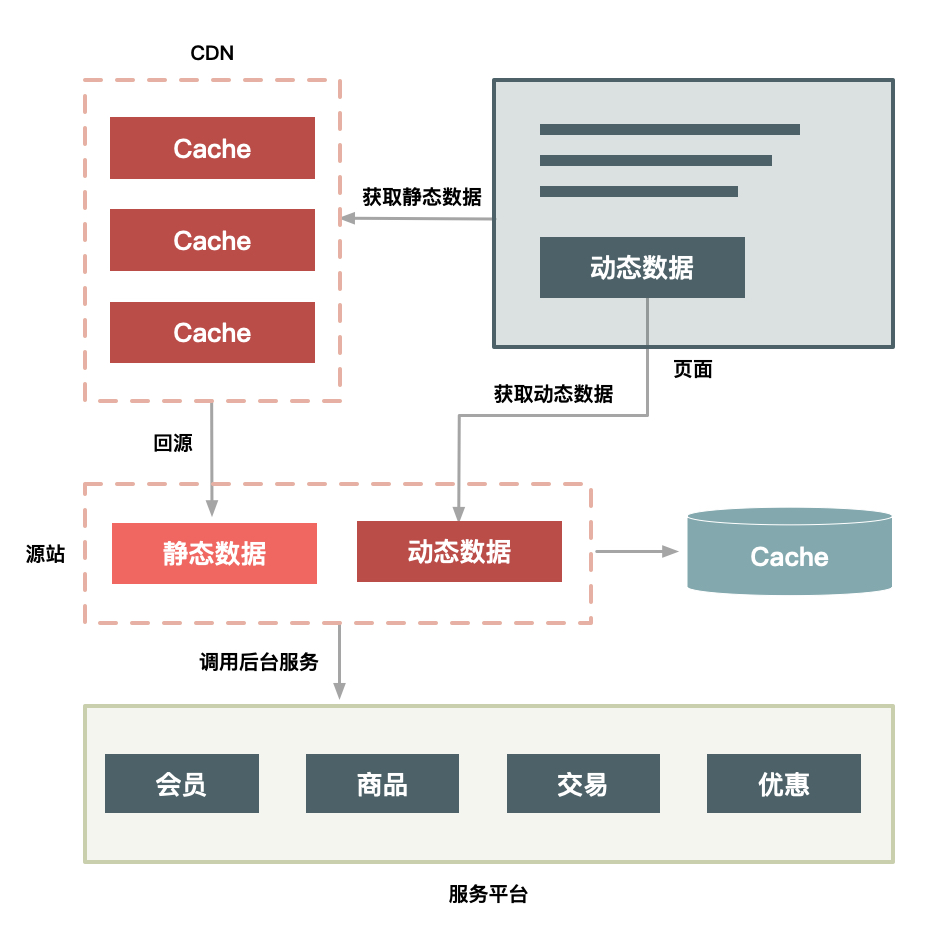 CDN
Cache
Cache
Cache
获取静态数据
动态数据
页面
获取动态数据
回源
源站
静态数据
动态数据
Cache
调用后台服务
会员
商品
交易
优惠
服务平台